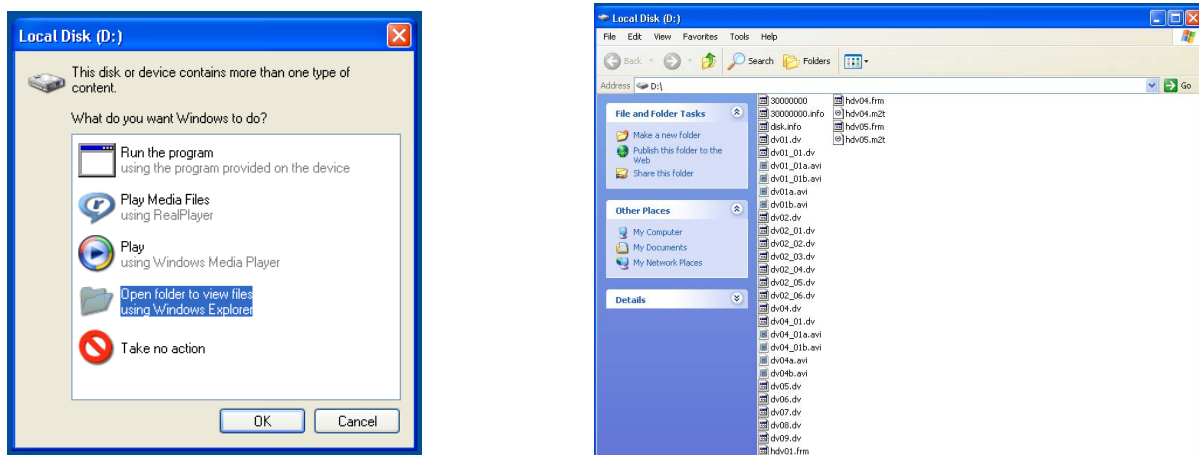 Local Disk (D:)
This disk or device contains more than one type of
content.
What do you want Windows to do?
Run the program
using the program provided on the device
Play Media Files
using RealPlayer
Play
using Windows Media Player
Open folder to view files
using Windows Explorer
Take no action
OK
Cancel
Local Disk (D:)
File Edit View Favorites Tools Help
Back Search Folders
Address D:\ Go
File and Folder Tasks
Make a new folder
Publish this folder to the
Web
Share this folder
Other Places
My Computer
My Documents
My Network Places
Details
30000000
30000000.info
disk.info
dv01.dv
dv01_01.dv
dv01_01a.avi
dv01_01b.avi
dv01a.avi
dv01b.avi
dv02.dv
dv02_01.dv
dv02_02.dv
dv02_03.dv
dv02_04.dv
dv02_05.dv
dv02_06.dv
dv04.dv
dv04_01.dv
dv04_01a.avi
dv04_01b.avi
dv04a.avi
dv04b.avi
dv05.dv
dv06.dv
dv07.dv
dv08.dv
dv09.dv
hdv01.frm
hdv04.frm
hdv04.m2t
hdv05.frm
hdv05.m2t